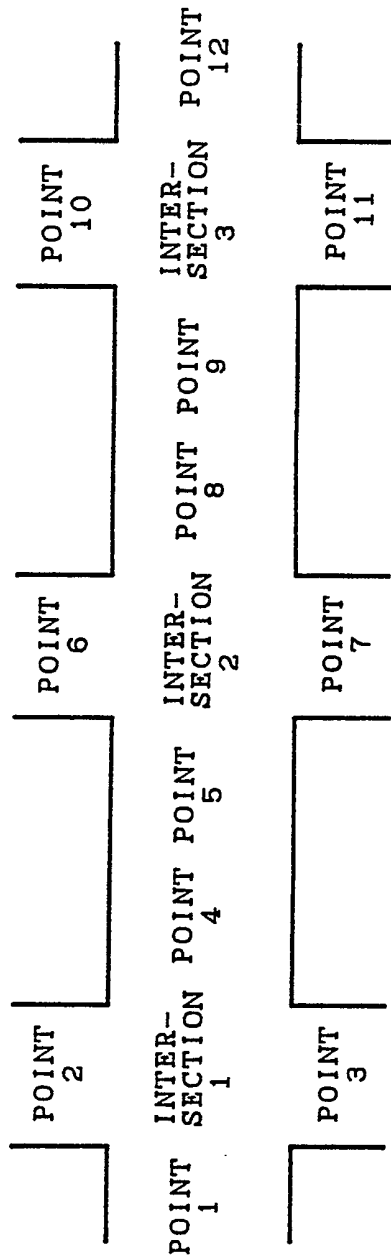 POINT
1
POINT
2
INTER-
SECTION
1
POINT
3
POINT
4
POINT
5
POINT
6
INTER-
SECTION
2
POINT
7
POINT
8
POINT
9
POINT
10
INTER-
SECTION
3
POINT
11
POINT
12